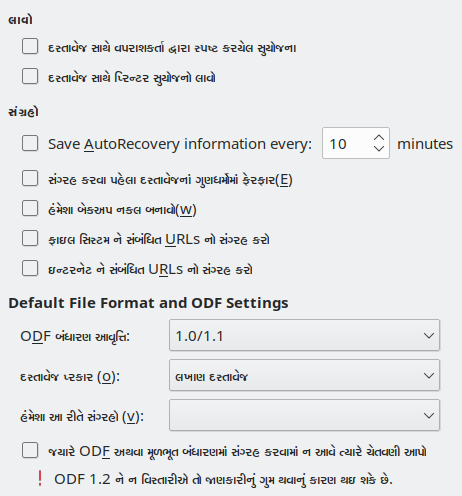 લાવો
દસ્તાવેજ સાથે વપરાશકર્તા દ્વારા સ્પષ્ટ કરાયેલ સુયોજના
દસ્તાવેજ સાથે પ્રિન્ટર સુયોજનો લાવો
સંગ્રહો
Save AutoRecovery information every: 10 minutes
સંગ્રહ કરવા પહેલા દસ્તાવેજનાં ગુણધર્મોમાં ફેરફાર(E)
હંમેશા બેકઅપ નકલ બનાવો(w)
ફાઇલ સિસ્ટમ ને સંબંધિત URLs નો સંગ્રહ કરો
ઇન્ટરનેટ ને સંબંધિત URLs નો સંગ્રહ કરો
Default File Format and ODF Settings
ODF બંધારણ આવૃત્તિ: 1.0/1.1
દસ્તાવેજ પ્રકાર (o): લખાણ દસ્તાવેજ
હંમેશા આ રીતે સંગ્રહો (v):
જ્યારે ODF અથવા મૂળભૂત બંધારણમાં સંગ્રહ કરવામાં ન આવે ત્યારે ચેતવણી આપો
! ODF 1.2 ને ન વિસ્તારીએ તો જાણકારીનું ગુમ થવાનું કારણ થઇ શકે છે.